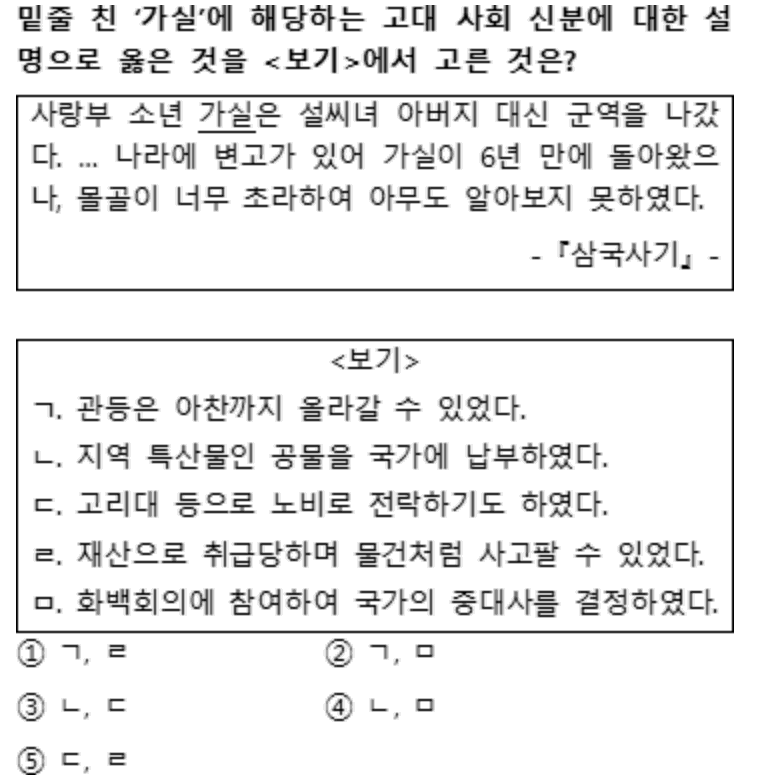 밑줄 친 ‘가실’에 해당하는 고대 사회 신분에 대한 설
명으로 옳은 것을 <보기>에서 고른 것은?
사랑부 소년 가실은 설씨녀 아버지 대신 군역을 나갔
다. ... 나라에 변고가 있어 가실이 6년 만에 돌아왔으
나, 몰골이 너무 초라하여 아무도 알아보지 못하였다.
- 『삼국사기』 -
<보기>
ㄱ. 관등은 아찬까지 올라갈 수 있었다.
ㄴ. 지역 특산물인 공물을 국가에 납부하였다.
ㄷ. 고리대 등으로 노비로 전락하기도 하였다.
ㄹ. 재산으로 취급당하며 물건처럼 사고팔 수 있었다.
ㅁ. 화백회의에 참여하여 국가의 중대사를 결정하였다.
① ㄱ, ㄹ ② ㄱ, ㅁ
③ ㄴ, ㄷ ④ ㄴ, ㅁ
⑤ ㄷ, ㄹ